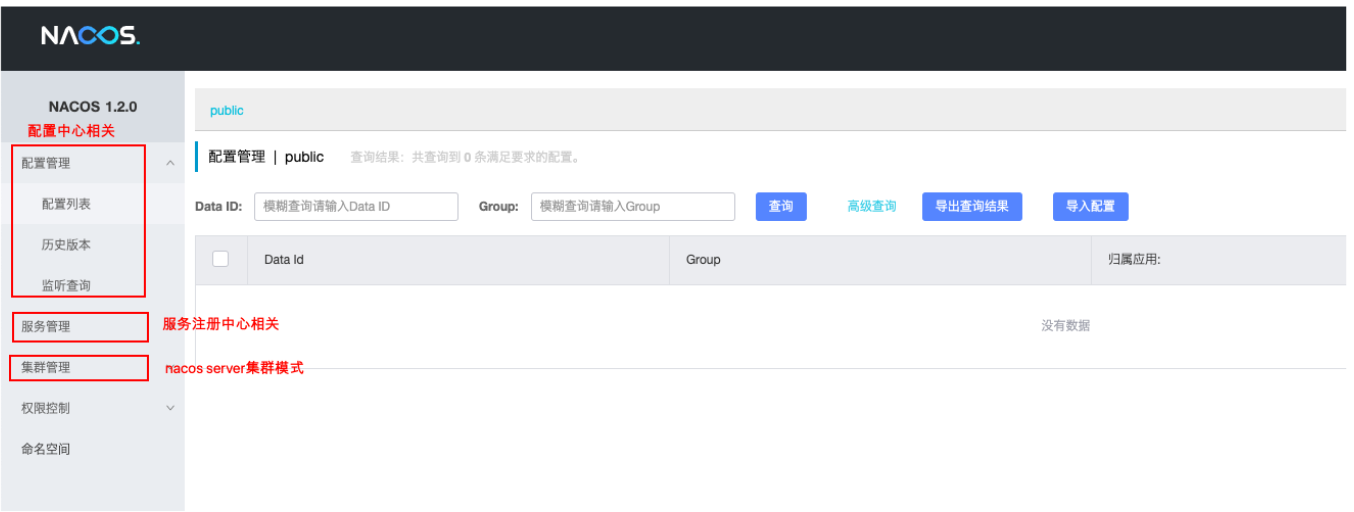 NACOS.
NACOS 1.2.0
配置中心相关
配置管理
配置列表
历史版本
监听查询
服务管理
服务注册中心相关
集群管理
nacos server集群模式
权限控制
命名空间
public
配置管理 | public 查询结果：共查询到 0 条满足要求的配置。
Data ID: 模糊查询请输入Data ID Group: 模糊查询请输入Group 查询 高级查询 导出查询结果 导入配置
Data Id Group 归属应用:
没有数据